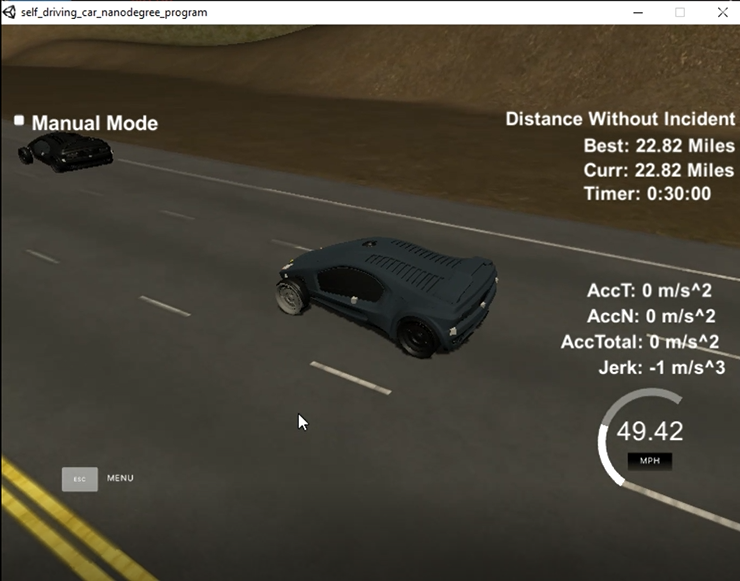 self_driving_car_nanodegree_program
Manual Mode
Distance Without Incident
Best: 22.82 Miles
Curr: 22.82 Miles
Timer: 0:30:00
AccT: 0 m/s^2
AccN: 0 m/s^2
AccTotal: 0 m/s^2
Jerk: -1 m/s^3
49.42
MPH
ESC MENU